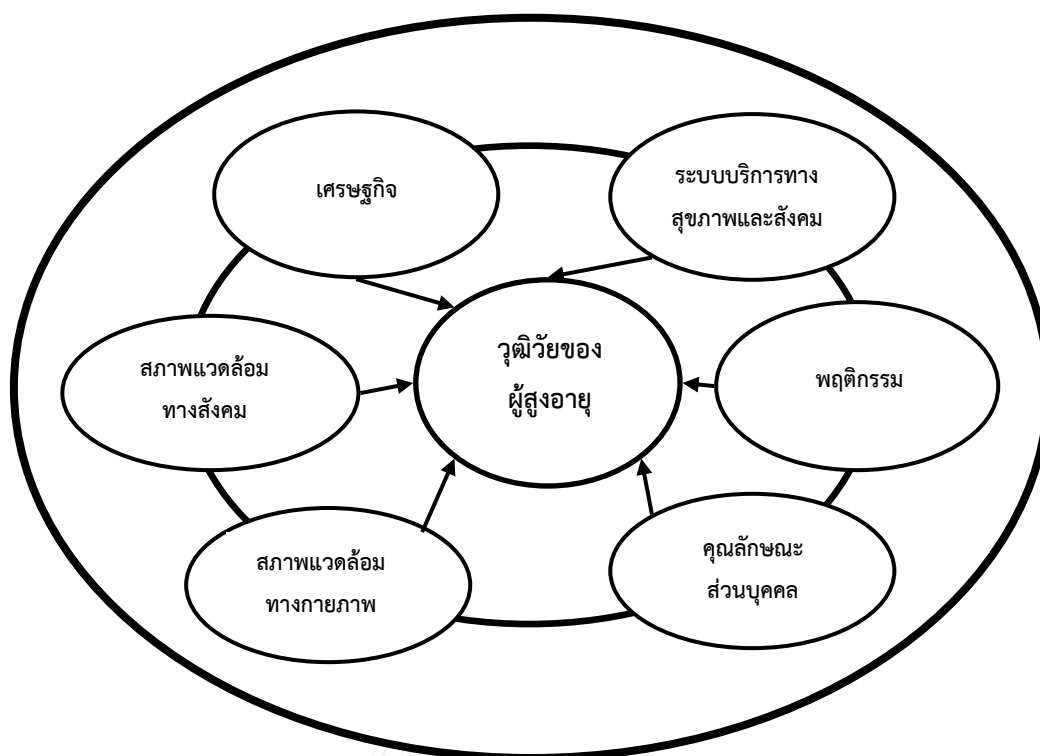 เศรษฐกิจ
ระบบบริการทาง
สุขภาพและสังคม
สภาพแวดล้อม
ทางสังคม
วุฒิวัยของ
ผู้สูงอายุ
พฤติกรรม
สภาพแวดล้อม
ทางกายภาพ
คุณลักษณะ
ส่วนบุคคล